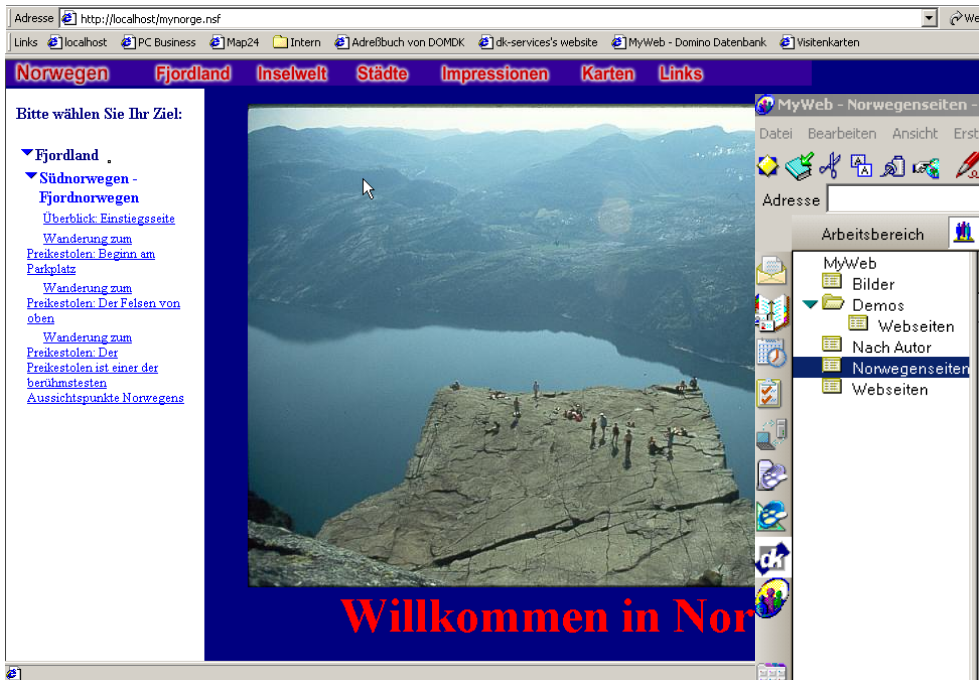 Adresse http://localhost/mynorge.nsf We
Links localhost PC Business Map24 Intern Adreßbuch von DOMDK dk-services's website MyWeb - Domino Datenbank Visitenkarten
Norwegen Fjordland Inselwelt Städte Impressionen Karten Links
Bitte wählen Sie Ihr Ziel:
Fjordland
Südnorwegen -
Fjordnorwegen
Überblick: Einstiegsseite
Wanderung zum
Preikestolen: Beginn am
Parkplatz
Wanderung zum
Preikestolen: Der Felsen von
oben
Wanderung zum
Preikestolen: Der
Preikestolen ist einer der
berühmstesten
Aussichtspunkte Norwegens
Willkommen in Nor
MyWeb - Norwegenseiten -
Datei Bearbeiten Ansicht Erst
Adresse
Arbeitsbereich
MyWeb
Bilder
Demos
Webseiten
Nach Autor
Norwegenseiten
Webseiten
dk